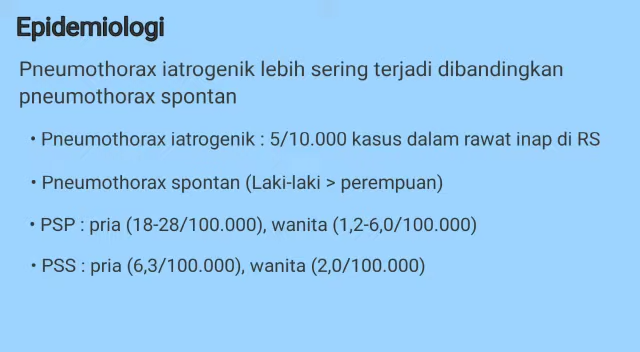 Epidemiologi
Pneumothorax iatrogenik lebih sering terjadi dibandingkan
pneumothorax spontan
• Pneumothorax iatrogenik : 5/10.000 kasus dalam rawat inap di RS
• Pneumothorax spontan (Laki-laki > perempuan)
• PSP : pria (18-28/100.000), wanita (1,2-6,0/100.000)
• PSS : pria (6,3/100.000), wanita (2,0/100.000)